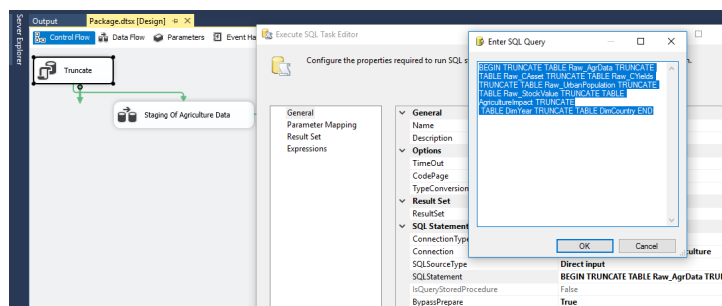 Server Explorer
Output
Package.dtsx [Design]
Control Flow
Data Flow
Parameters
Event Ha
Truncate
Staging Of Agriculture Data
Execute SQL Task Editor
Configure the properties required to run SQL s
n.
General
Parameter Mapping
Result Set
Expressions
General
Name
Description
Options
TimeOut
CodePage
TypeConversion
Result Set
ResultSet
SQL Statement
ConnectionType
Connection
culture
SQLSourceType
Direct input
SQLStatement
BEGIN TRUNCATE TABLE Raw_AgrData TRUN
IsQueryStoredProcedure
False
BypassPrepare
True
Enter SQL Query
BEGIN TRUNCATE TABLE Raw_AgrData TRUNCATE
TABLE Raw_CAsset TRUNCATE TABLE Raw_CYields
TRUNCATE TABLE Raw_UrbanPopulation TRUNCATE
TABLE Raw_StockValue TRUNCATE TABLE
AgricultureImpact TRUNCATE
TABLE DimYear TRUNCATE TABLE DimCountry END
OK
Cancel